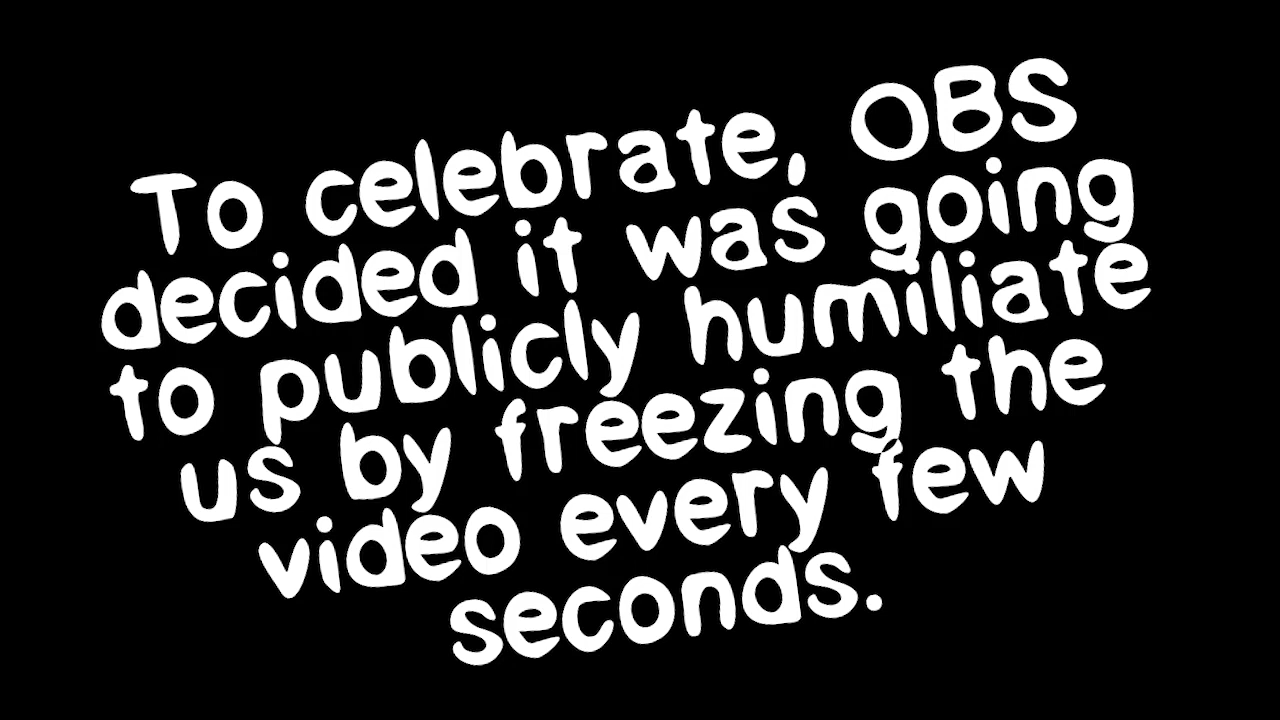 To celebrate, OBS
decided it was going
to publicly humiliate
us by freezing the
video every few
seconds.